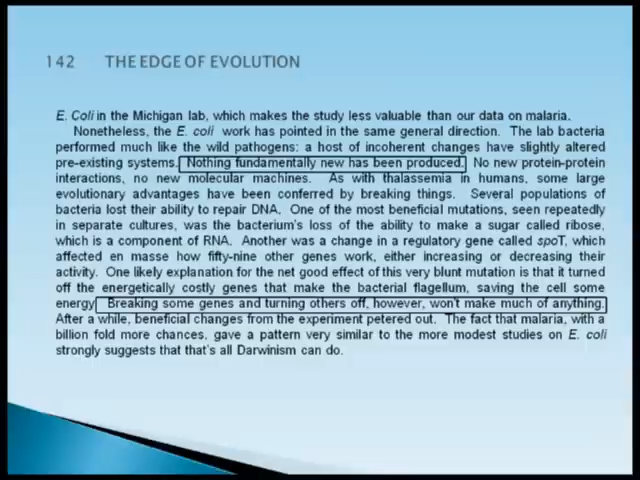 142 THE EDGE OF EVOLUTION
E. Coli in the Michigan lab, which makes the study less valuable than our data on malaria.
Nonetheless, the E. coli work has pointed in the same general direction. The lab bacteria
performed much like the wild pathogens: a host of incoherent changes have slightly altered
pre-existing systems. Nothing fundamentally new has been produced. No new protein-protein
interactions, no new molecular machines. As with thalassemia in humans, some large
evolutionary advantages have been conferred by breaking things. Several populations of
bacteria lost their ability to repair DNA. One of the most beneficial mutations, seen repeatedly
in separate cultures, was the bacterium's loss of the ability to make a sugar called ribose,
which is a component of RNA. Another was a change in a regulatory gene called spoT, which
affected en masse how fifty-nine other genes work, either increasing or decreasing their
activity. One likely explanation for the net good effect of this very blunt mutation is that it turned
off the energetically costly genes that make the bacterial flagellum, saving the cell some
energy. Breaking some genes and turning others off, however, won't make much of anything.
After a while, beneficial changes from the experiment petered out. The fact that malaria, with a
billion fold more chances, gave a pattern very similar to the more modest studies on E. coli
strongly suggests that that's all Darwinism can do.